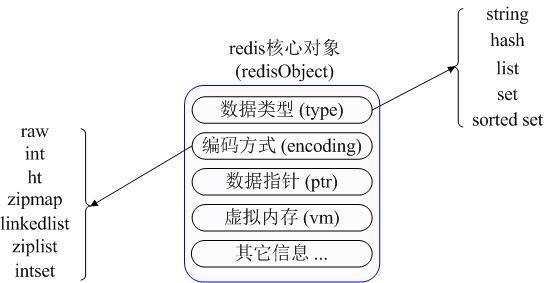 redis核心对象
(redisObject)
数据类型 (type)
编码方式 (encoding)
数据指针 (ptr)
虚拟内存 (vm)
其它信息 ...
string
hash
list
set
sorted set
raw
int
ht
zipmap
linkedlist
ziplist
intset